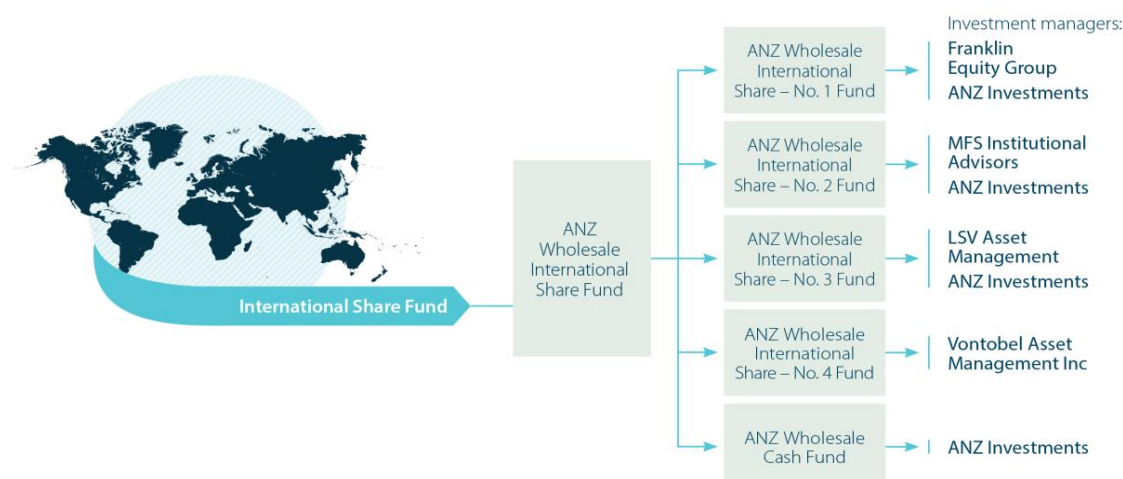 Investment managers:
International Share Fund
ANZ
Wholesale
International
Share Fund
ANZ Wholesale
International
Share – No. 1 Fund
Franklin
Equity Group
ANZ Investments
ANZ Wholesale
International
Share – No. 2 Fund
MFS Institutional
Advisors
ANZ Investments
ANZ Wholesale
International
Share – No. 3 Fund
LSV Asset
Management
ANZ Investments
ANZ Wholesale
International
Share – No. 4 Fund
Vontobel Asset
Management Inc
ANZ Wholesale
Cash Fund
ANZ Investments